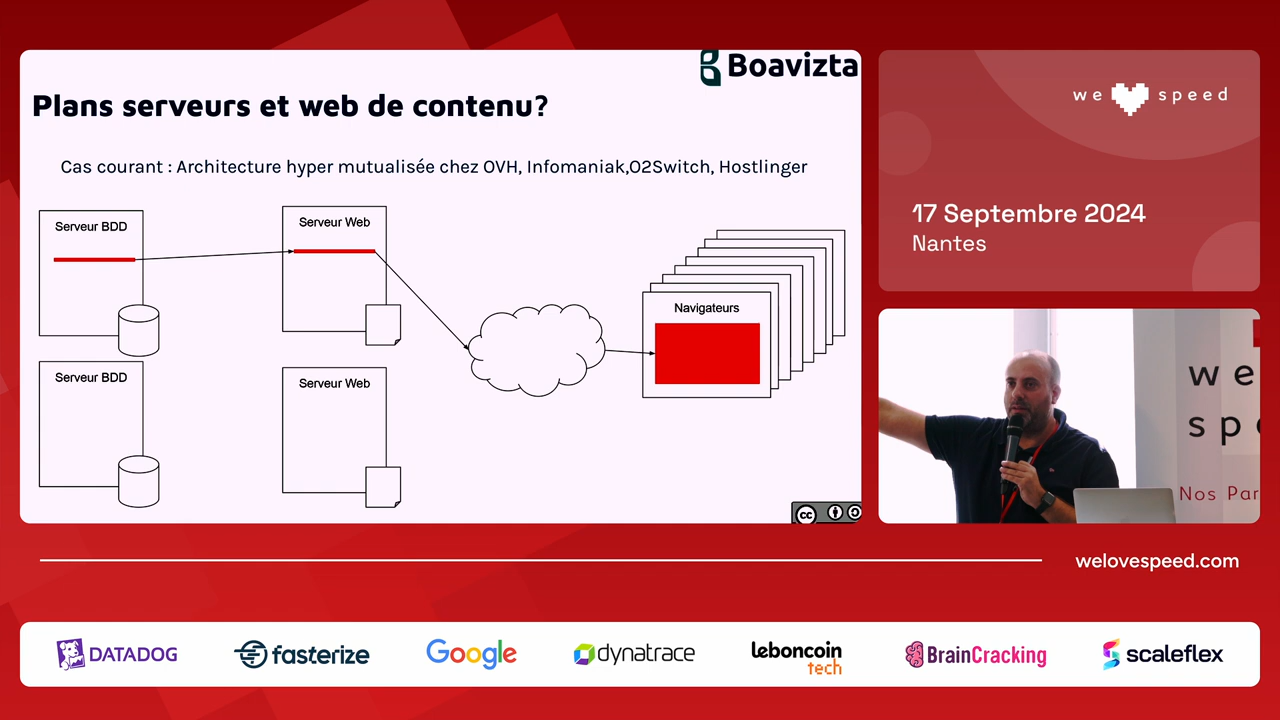 Boavizta
Plans serveurs et web de contenu?
Cas courant : Architecture hyper mutualisée chez OVH, Infomaniak,O2Switch, Hostlinger
Serveur BDD
Serveur Web
Navigateurs
Serveur BDD
Serveur Web
cc
we speed
17 Septembre 2024
Nantes
we
spe
Nos Par
welovespeed.com
DATADOG
fasterize
Google
dynatrace
leboncoin
tech
BrainCracking
scaleflex